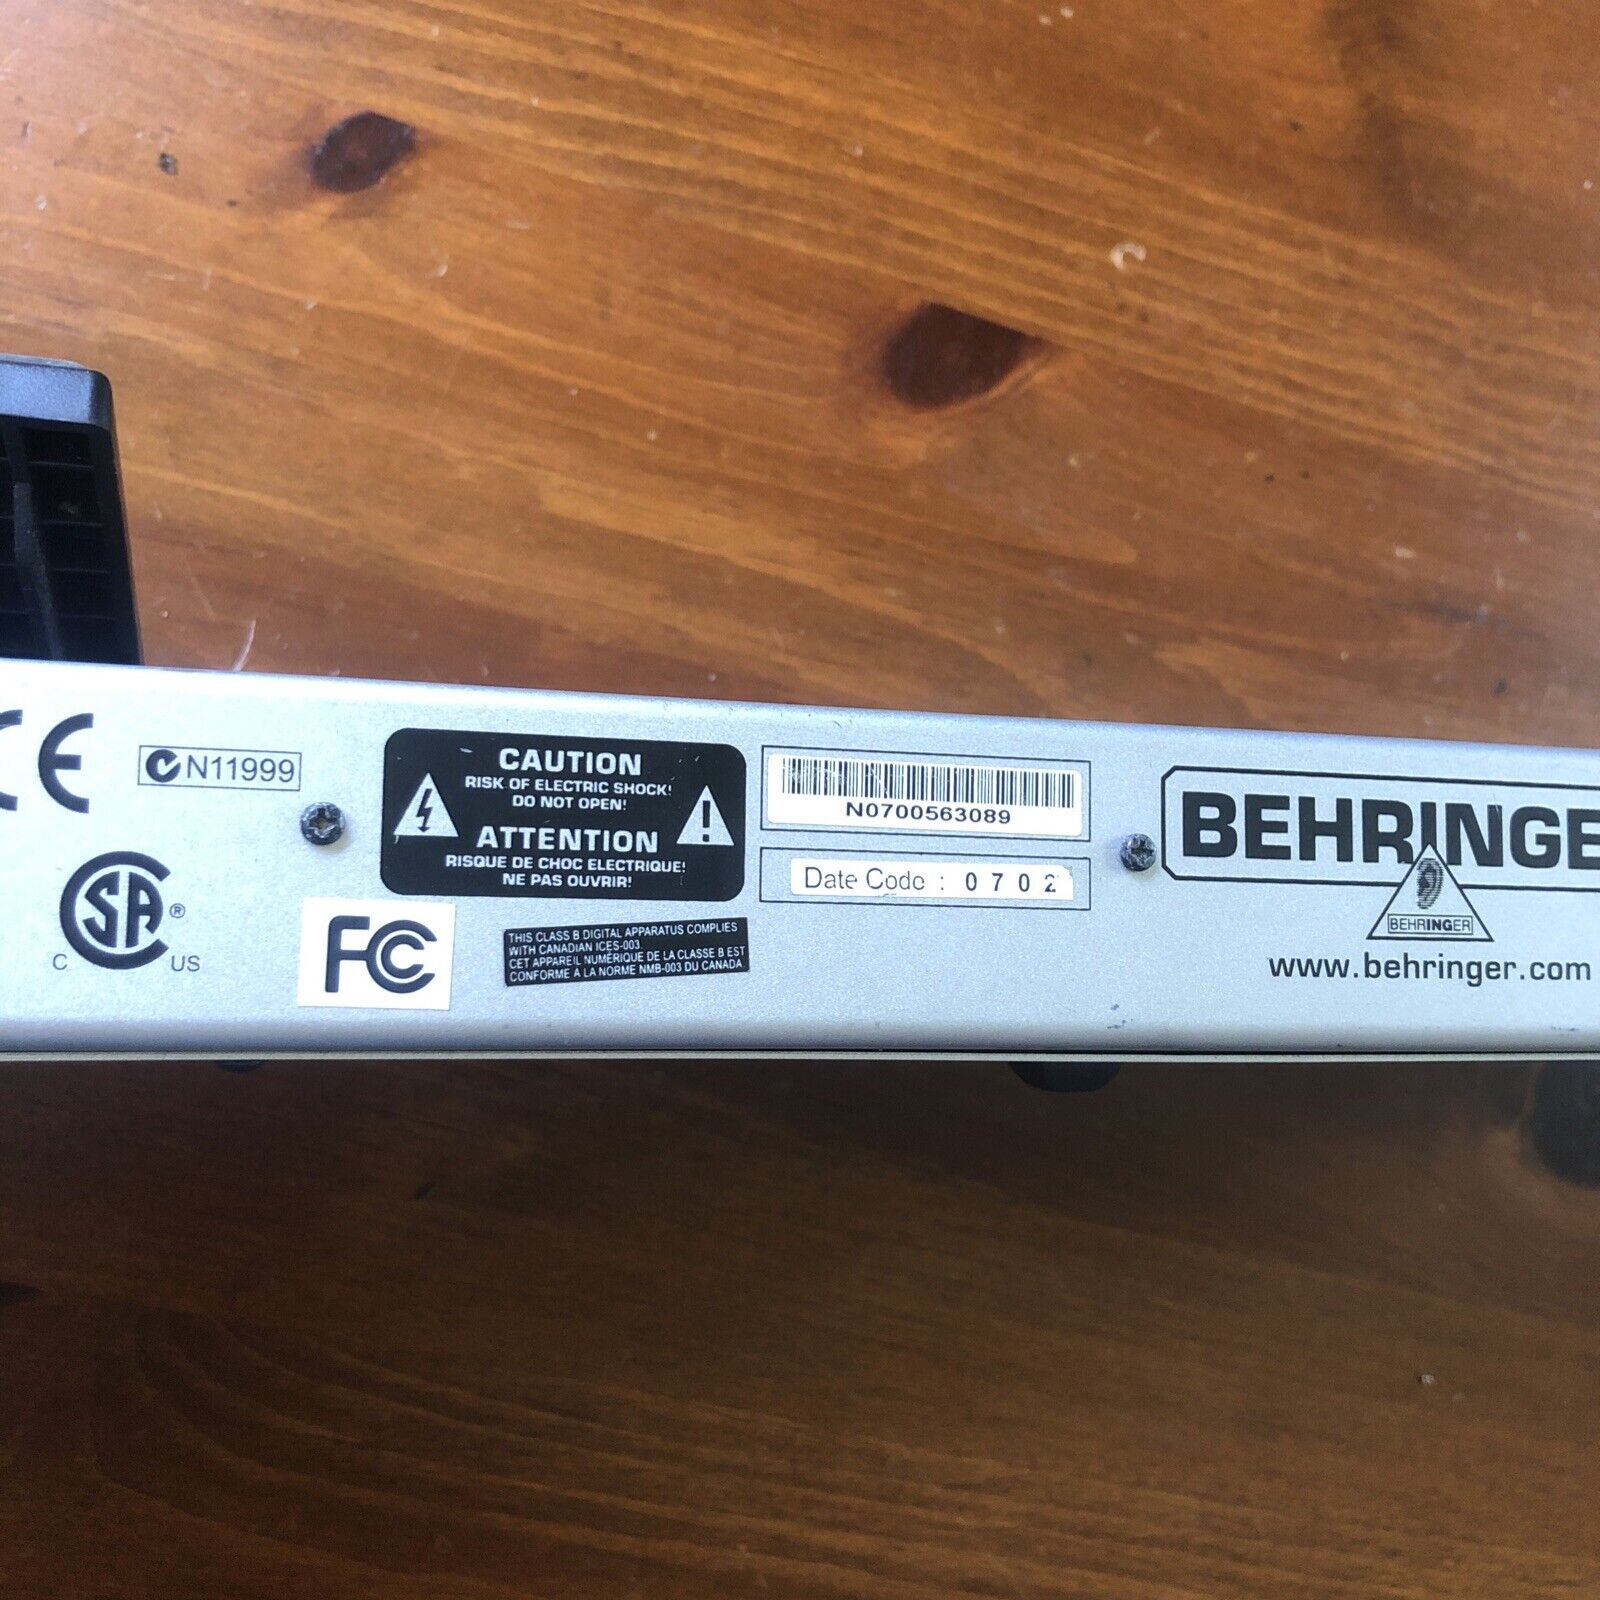 CE
N11999
CAUTION
RISK OF ELECTRIC SHOCK!
DO NOT OPEN!
ATTENTION
RISQUE DE CHOC ELECTRIQUE!
NE PAS OUVRIR!
N0700563089
Date Code : 0702
BEHRINGE
BEHRINGER
www.behringer.com
SA ®
C US
FC
THIS CLASS B DIGITAL APPARATUS COMPLIES
WITH CANADIAN ICES-003.
CET APPAREIL NUMÉRIQUE DE LA CLASSE B EST
CONFORME À LA NORME NMB-003 DU CANADA